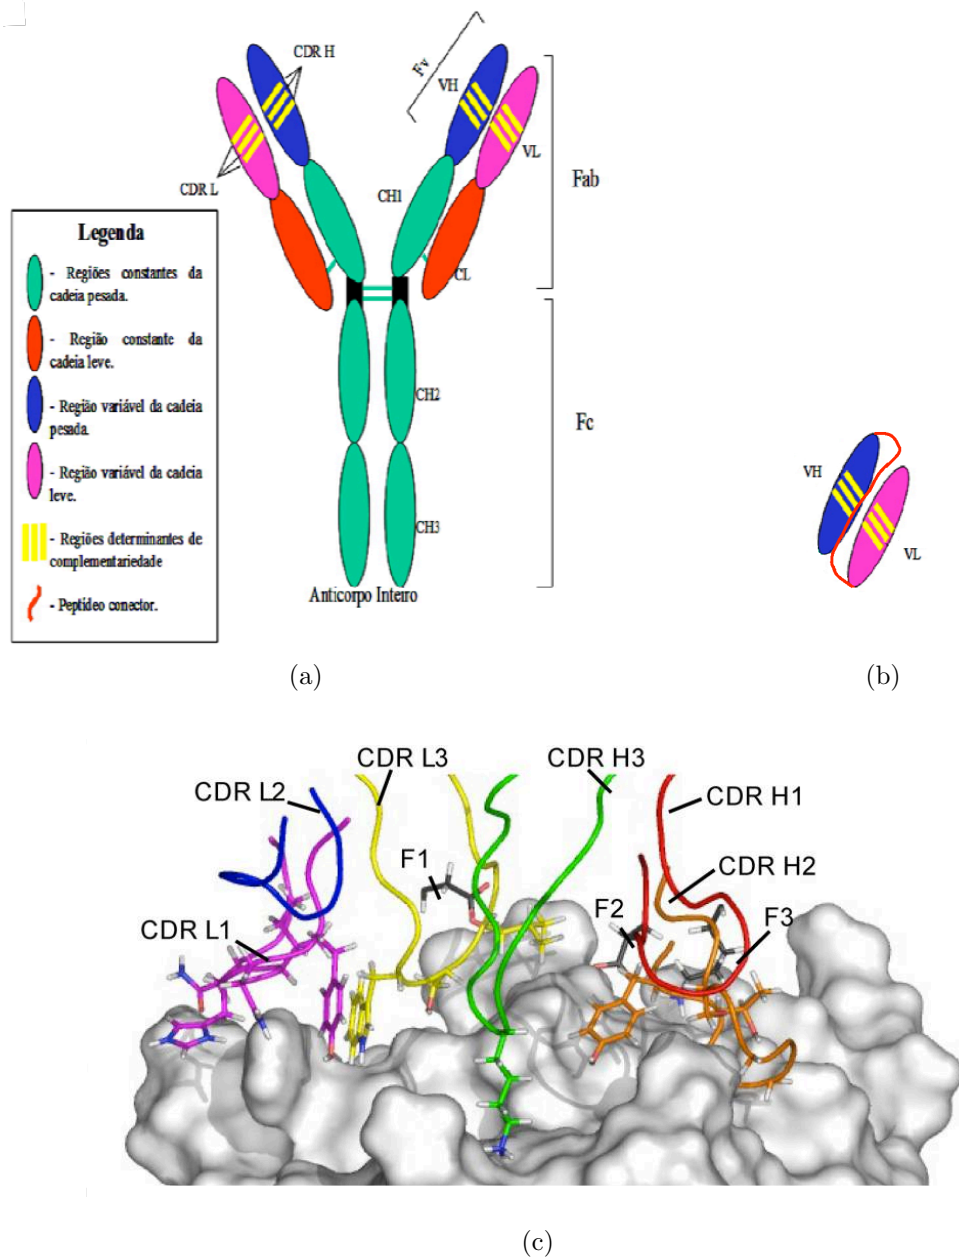 CDR H
Fv
VH
VL
CDR L
CH1
Fab
CL
Legenda
- Regiões constantes da
cadeia pesada.
- Região constante da
cadeia leve.
- Região variável da cadeia
pesada.
- Região variável da cadeia
leve.
- Regiões determinantes de
complementariedade
- Peptídeo conector.
CH2
Fc
CH3
Anticorpo Inteiro
VH
VL
(a)
(b)
CDR L3
CDR H3
CDR L2
CDR H1
F1
CDR H2
F2
F3
CDR L1
(c)